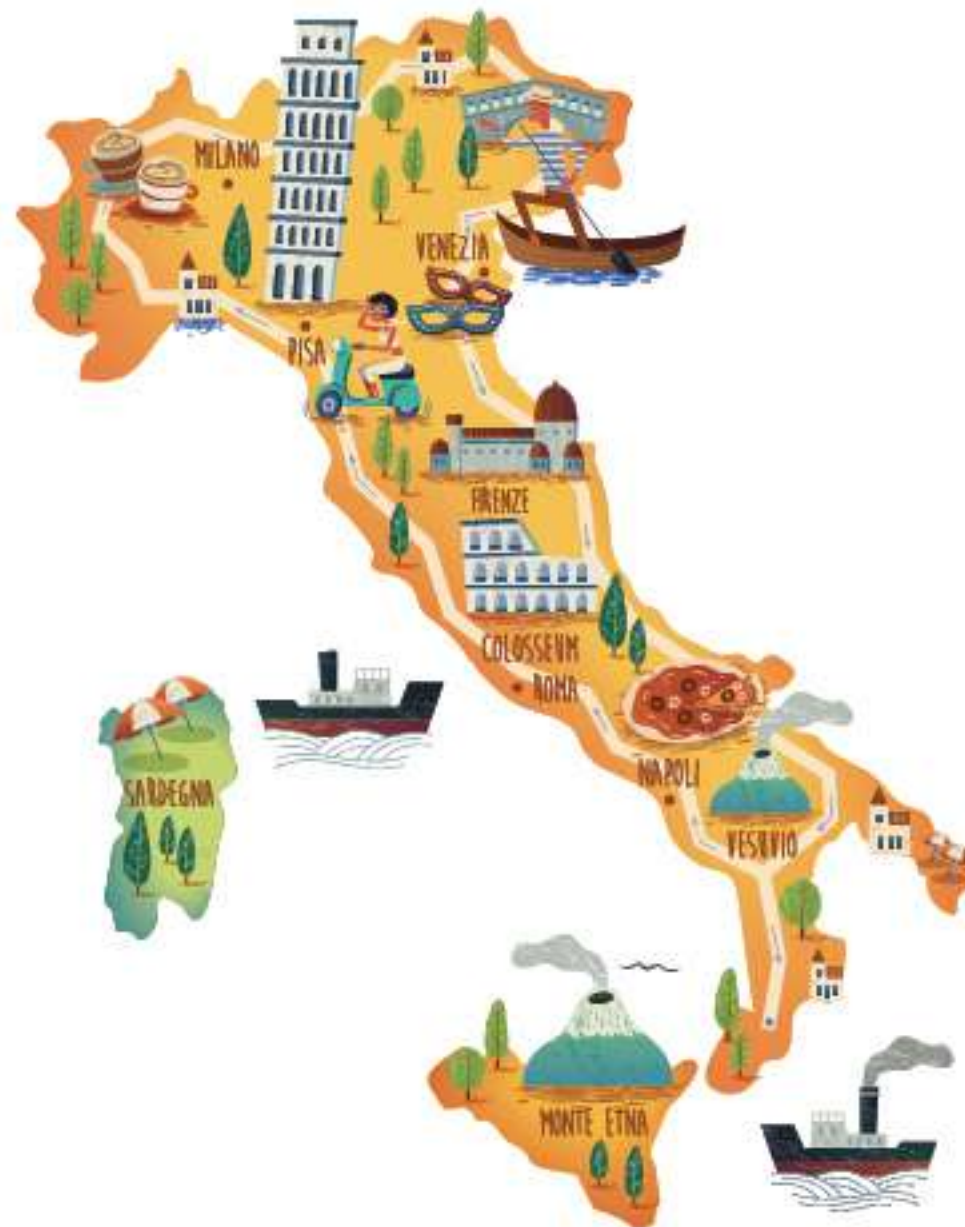 MILANO
VENEZIA
PISA
FIRENZE
COLOSSEUM
ROMA
SARDEGNA
NAPOLI
VESUVIO
MONTE ETNA